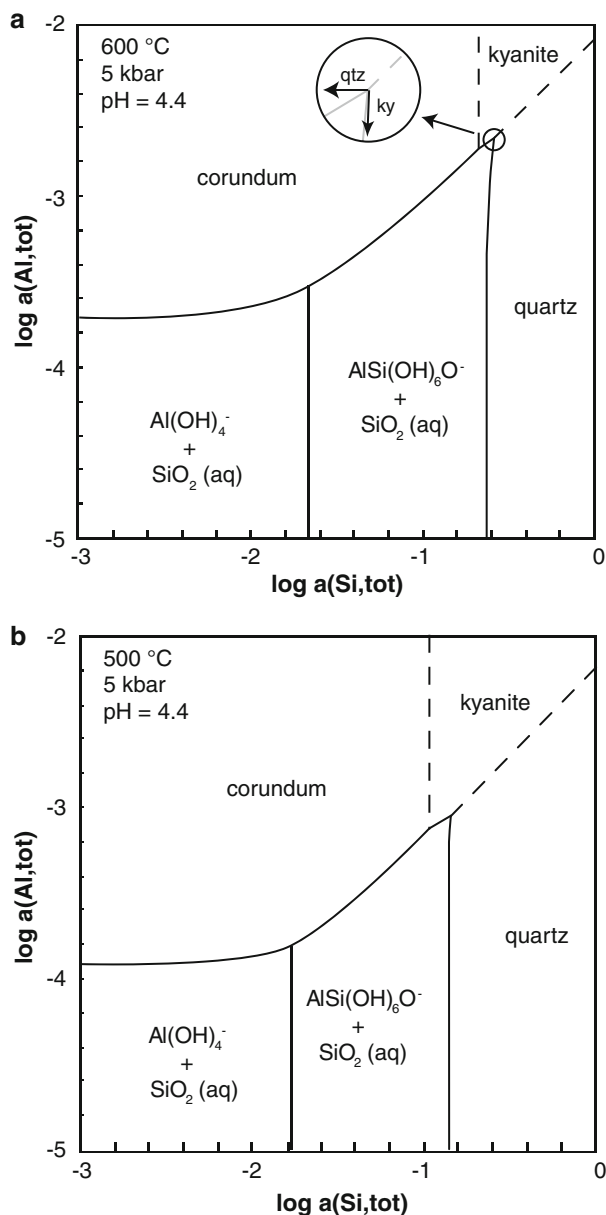 a
-2
600 °C
5 kbar
pH = 4.4
qtz
ky
kyanite
corundum
-3
log a(Al,tot)
quartz
-4
AlSi(OH)₆O⁻
+
SiO₂ (aq)
Al(OH)₄⁻
+
SiO₂ (aq)
-5
-3
-2
-1
0
log a(Si,tot)
b
-2
500 °C
5 kbar
pH = 4.4
kyanite
corundum
-3
log a(Al,tot)
quartz
-4
AlSi(OH)₆O⁻
+
SiO₂ (aq)
Al(OH)₄⁻
+
SiO₂ (aq)
-5
-3
-2
-1
0
log a(Si,tot)